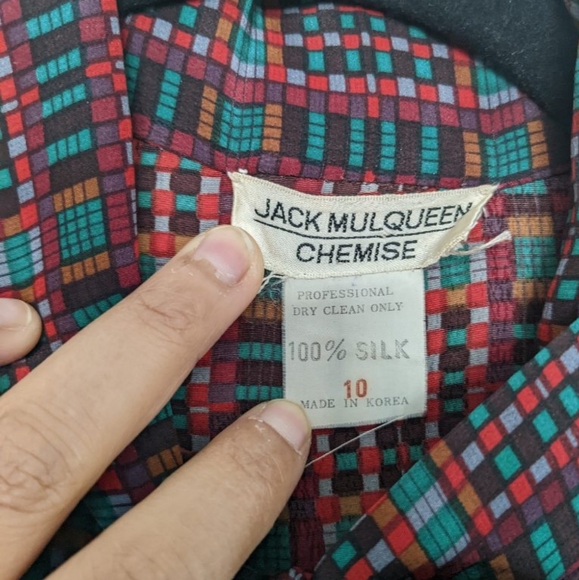 JACK MULQUEEN
CHEMISE
PROFESSIONAL
DRY CLEAN ONLY
100% SILK
10
MADE IN KOREA